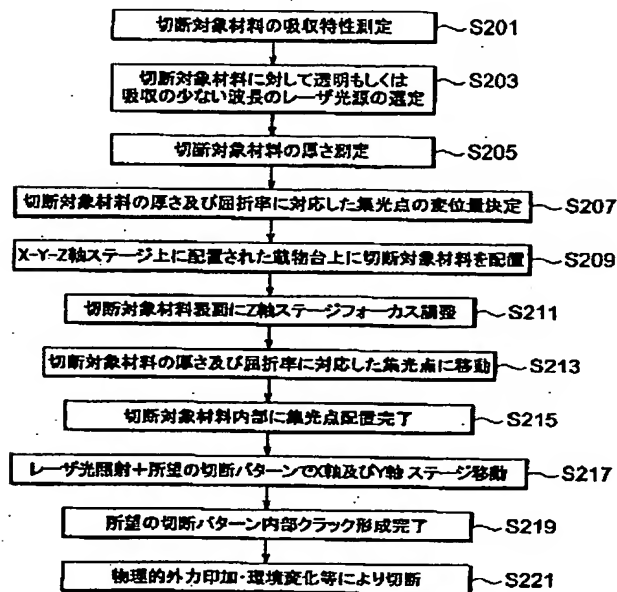 切断対象材料の吸収特性測定 S201
切断対象材料に対して透明もしくは
吸収の少ない波長のレーザ光源の選定 S203
切断対象材料の厚さ測定 S205
切断対象材料の厚さ及び屈折率に対応した集光点の変位量決定 S207
X-Y-Z軸ステージ上に配置された載物台上に切断対象材料を配置 S209
切断対象材料表面にZ軸ステージフォーカス調整 S211
切断対象材料の厚さ及び屈折率に対応した集光点に移動 S213
切断対象材料内部に集光点配置完了 S215
レーザ光照射+所望の切断パターンでX軸及びY軸ステージ移動 S217
所望の切断パターン内部クラック形成完了 S219
物理的外力印加・環境変化等により切断 S221